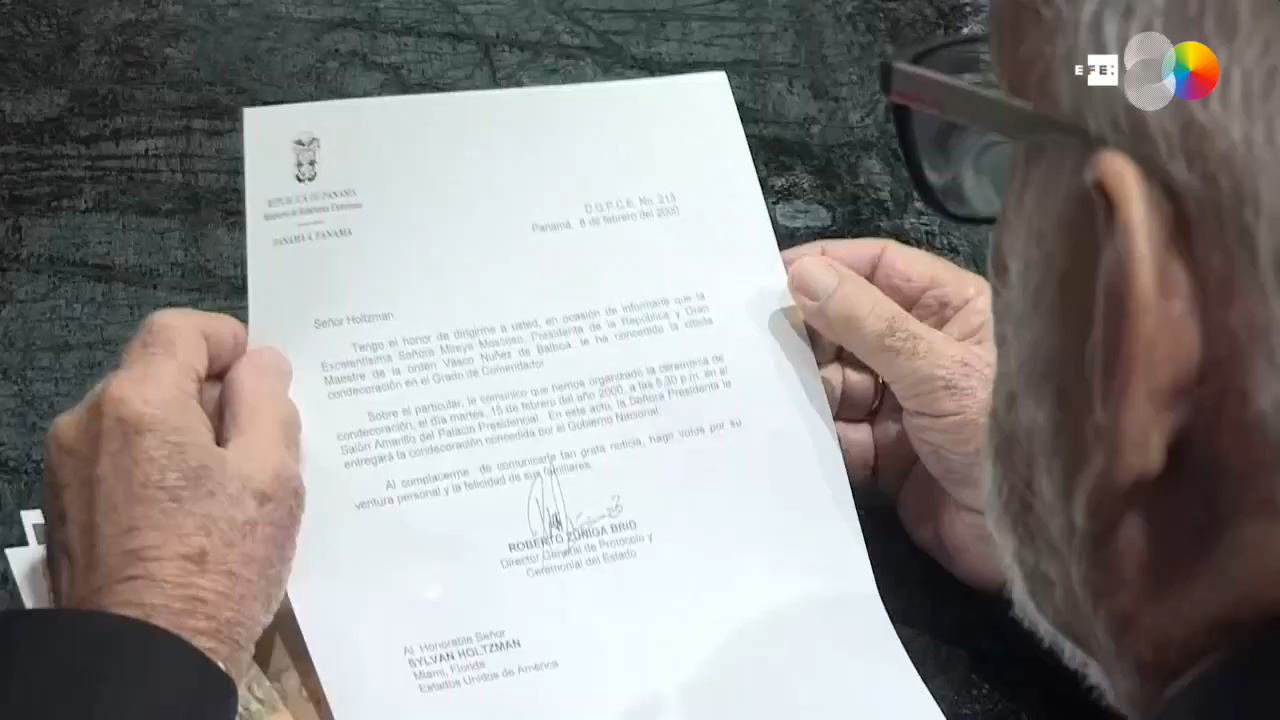 EFE:
REPÚBLICA DE PANAMÁ
Ministerio de Relaciones Exteriores
PANAMÁ 4, PANAMÁ
D.G.P.C.E. No. 213
Panamá, 8 de febrero del 2000
Señor Holtzman
Tengo el honor de dirigirme a usted, en ocasión de informarle que la
Excelentísima Señora Mireya Moscoso, Presidenta de la República y Gran
Maestre de la orden Vasco Núñez de Balboa, le ha concedido la citada
condecoración en el Grado de Comendador.
Sobre el particular, le comunico que hemos organizado la ceremonia de
condecoración, el día martes, 15 de febrero del año 2000, a las 5:30 p.m. en el
Salón Amarillo del Palacio Presidencial. En este acto, la Señora Presidenta le
entregará la condecoración concedida por el Gobierno Nacional.
Al complacerme de comunicarle tan grata noticia, hago votos por su
ventura personal y la felicidad de sus familiares.
ROBERTO ZÚÑIGA BRID
Director General de Protocolo y
Ceremonial del Estado
Al Honorable Señor
SYLVAN HOLTZMAN
Miami, Florida
Estados Unidos de América